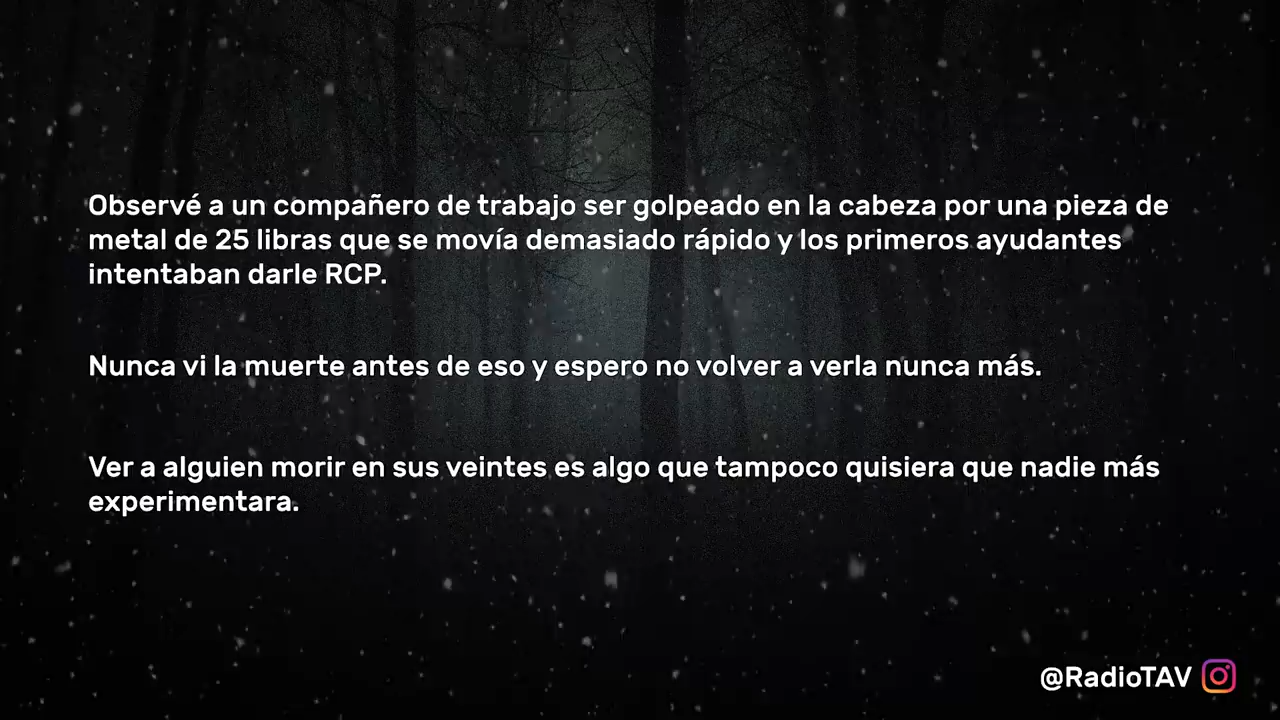 Observé a un compañero de trabajo ser golpeado en la cabeza por una pieza de
metal de 25 libras que se movía demasiado rápido y los primeros ayudantes
intentaban darle RCP.
Nunca vi la muerte antes de eso y espero no volver a verla nunca más.
Ver a alguien morir en sus veintes es algo que tampoco quisiera que nadie más
experimentara.
@RadioTAV